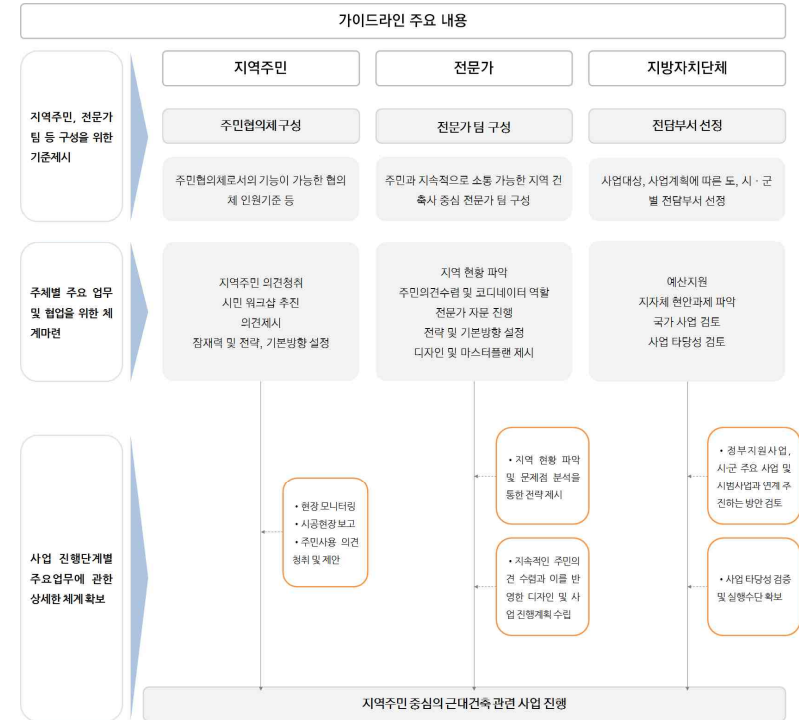 가이드라인 주요 내용
지역주민
전문가
지방자치단체
지역주민, 전문가
팀 등 구성을 위한
기준제시
주민협의체 구성
전문가 팀 구성
전담부서 선정
주민협의체로서의 기능이 가능한 협의
체 인원기준 등
주민과 지속적으로 소통 가능한 지역 건
축사 중심 전문가 팀 구성
사업대상, 사업계획에 따른 도, 시 · 군
별 전담부서 선정
주체별 주요 업무
및 협업을 위한 체
계마련
지역주민 의견청취
시민 워크샵 추진
의견제시
잠재력 및 전략, 기본방향 설정
지역 현황 파악
주민의견수렴 및 코디네이터 역할
전문가 자문 진행
전략 및 기본방향 설정
디자인 및 마스터플랜 제시
예산지원
지자체 현안과제 파악
국가 사업 검토
사업 타당성 검토
사업 진행단계별
주요업무에 관한
상세한 체계 확보
• 현장 모니터링
• 시공현장 보고
• 주민사용 의견
청취 및 제안
• 지역 현황 파악
및 문제점 분석을
통한 전략 제시
• 지속적인 주민의
견 수렴과 이를 반
영한 디자인 및 사
업 진행계획 수립
• 정부지원사업,
시·군 주요 사업 및
시범사업과 연계 추
진하는 방안 검토
• 사업 타당성 검증
및 실행수단 확보
지역주민 중심의 근대건축 관련 사업 진행